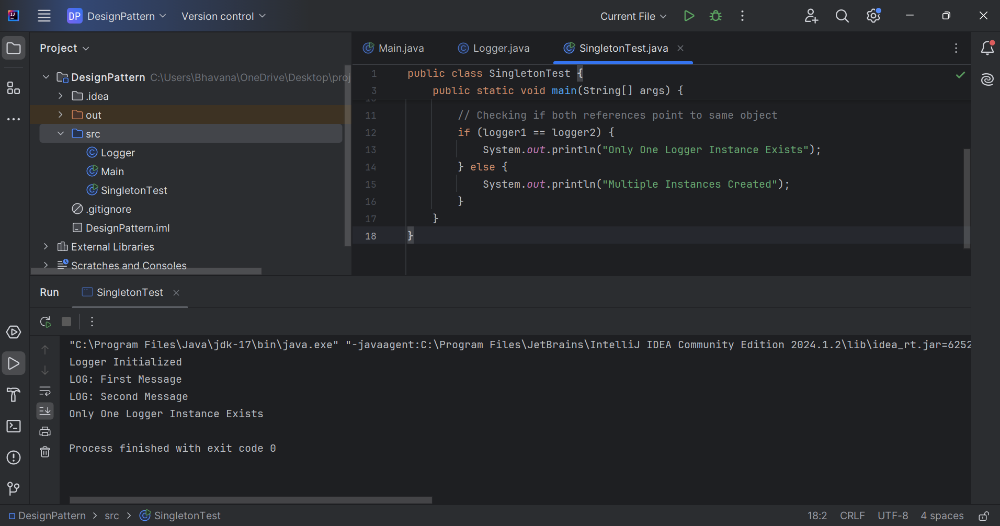 DP DesignPattern Version control Current File
Project
DesignPattern C:\Users\Bhavana\OneDrive\Desktop\proj
.idea
out
src
Logger
Main
SingletonTest
.gitignore
DesignPattern.iml
External Libraries
Scratches and Consoles
Main.java Logger.java SingletonTest.java
1 public class SingletonTest {
3 public static void main(String[] args) {
11 // Checking if both references point to same object
12 if (logger1 == logger2) {
13 System.out.println("Only One Logger Instance Exists");
14 } else {
15 System.out.println("Multiple Instances Created");
16 }
17 }
18 }
Run SingletonTest
"C:\Program Files\Java\jdk-17\bin\java.exe" "-javaagent:C:\Program Files\JetBrains\IntelliJ IDEA Community Edition 2024.1.2\lib\idea_rt.jar=6252
Logger Initialized
LOG: First Message
LOG: Second Message
Only One Logger Instance Exists
Process finished with exit code 0
DesignPattern src SingletonTest 18:2 CRLF UTF-8 4 spaces